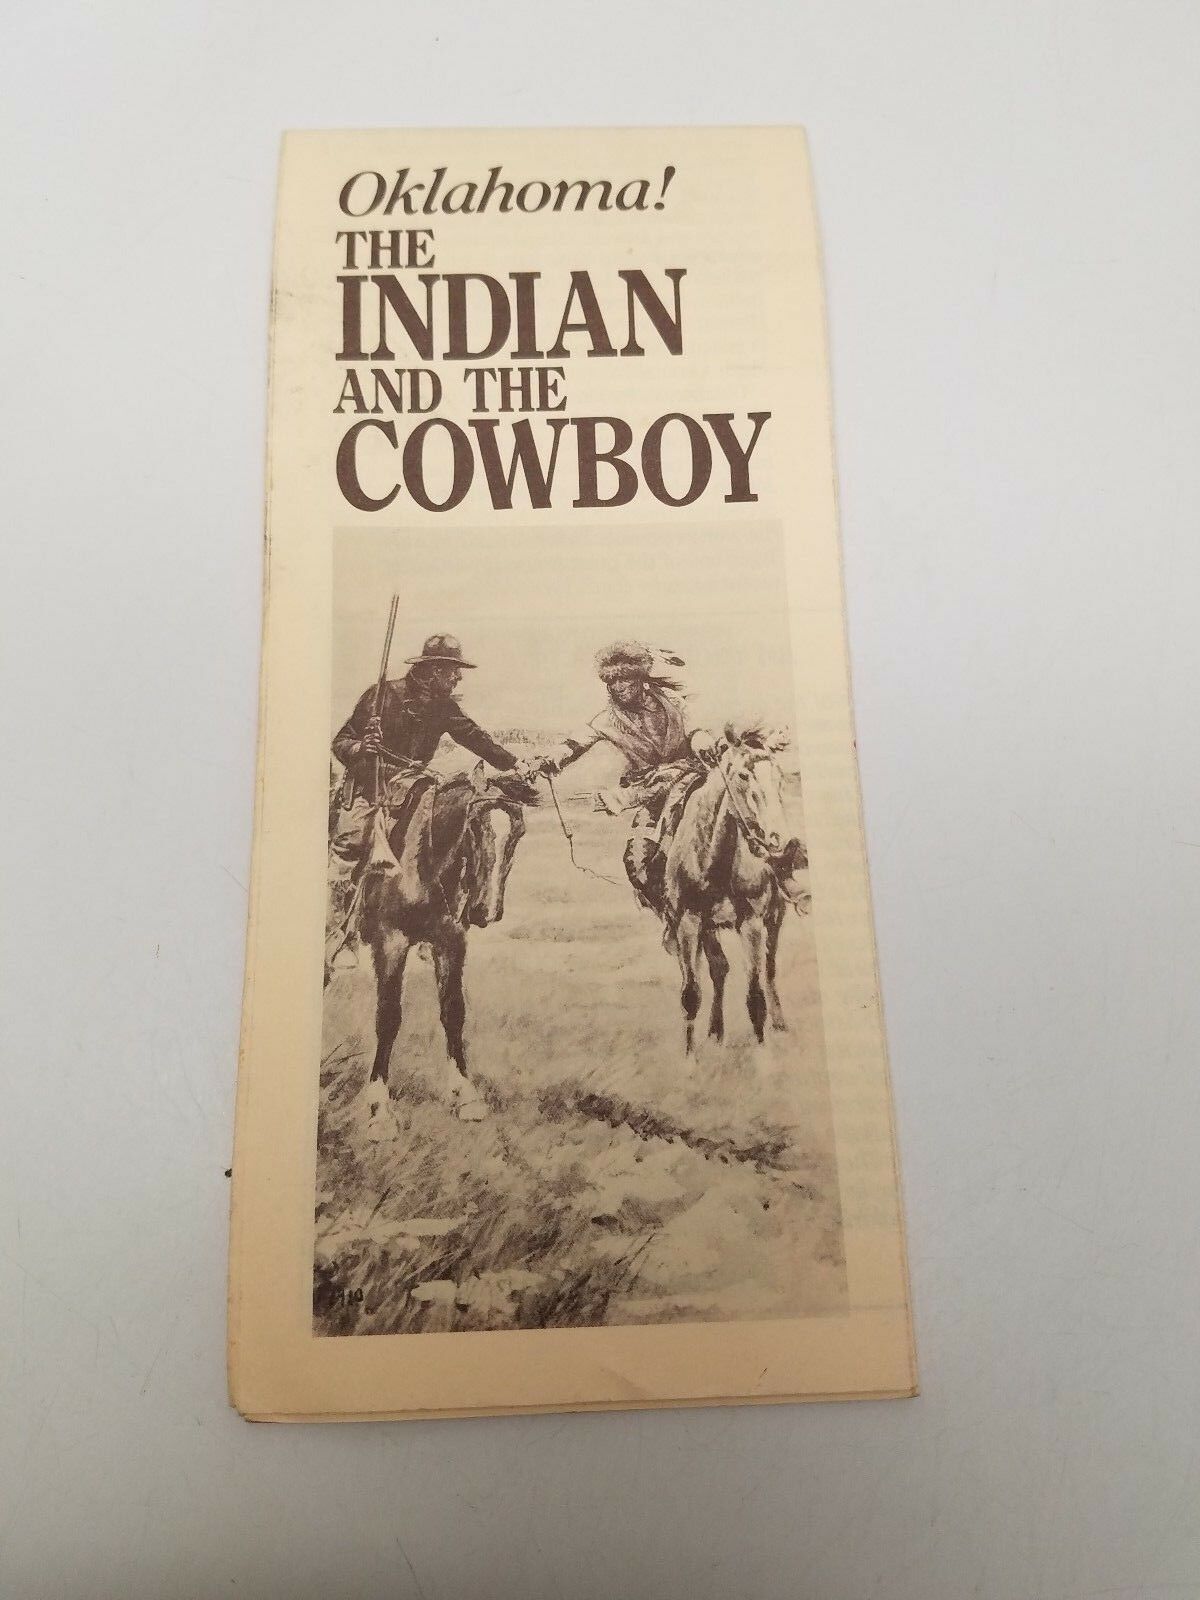 Oklahoma!
THE
INDIAN
AND THE
COWBOY